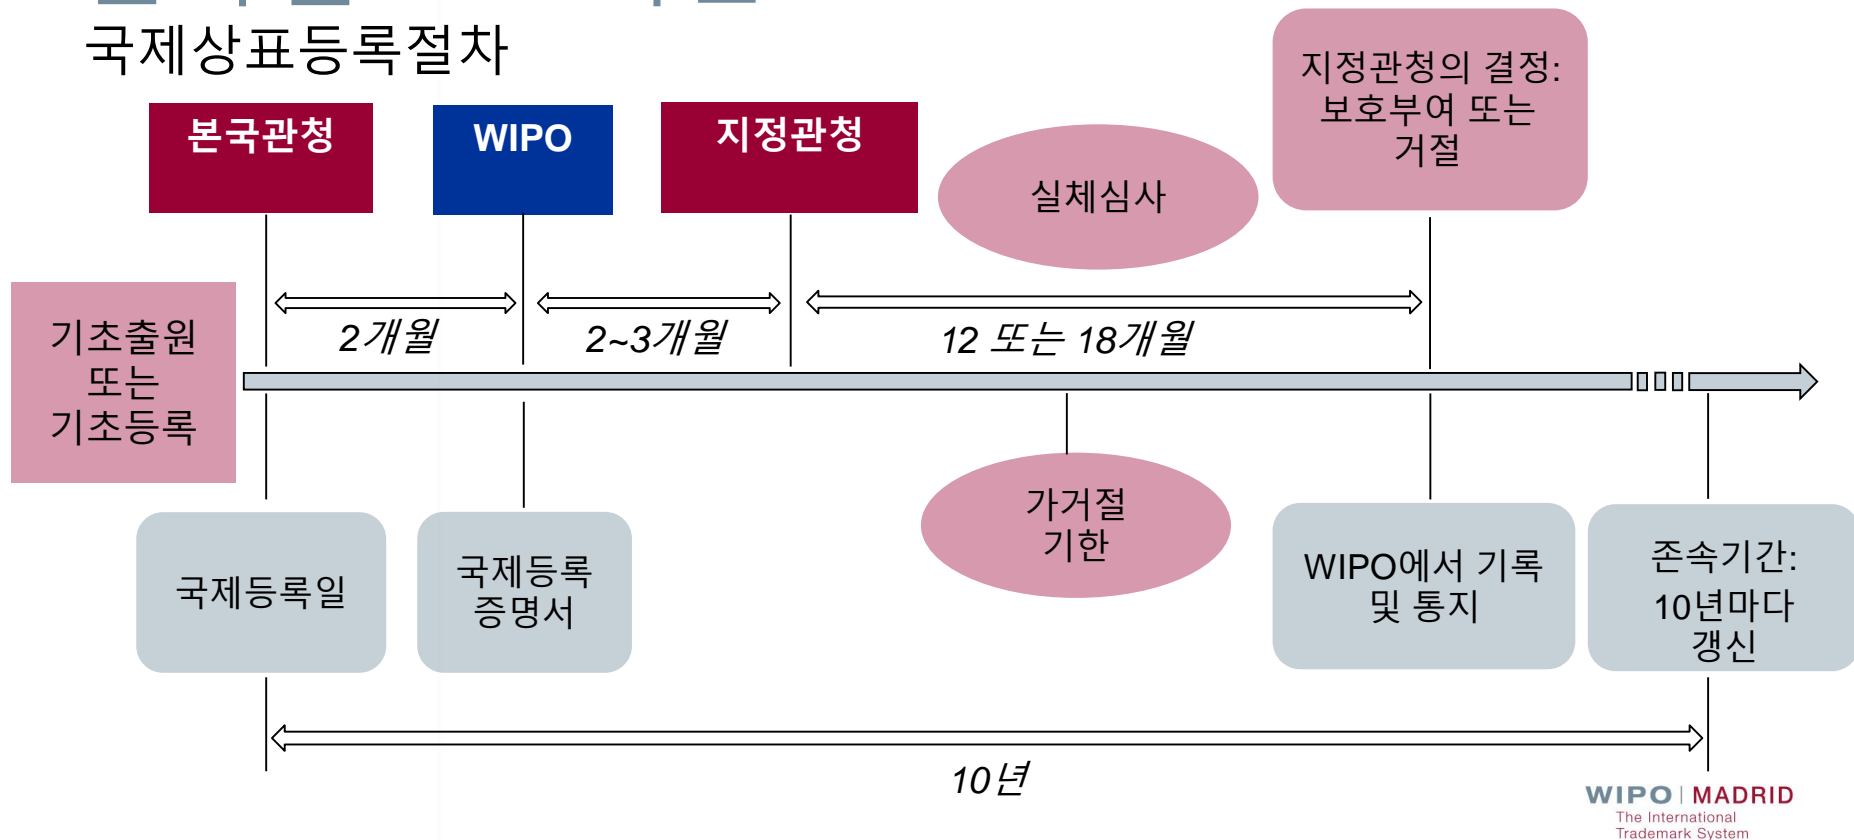 국제상표등록절차
본국관청
WIPO
지정관청
실체심사
지정관청의 결정:
보호부여 또는
거절
기초출원
또는
기초등록
2개월
2~3개월
12 또는 18개월
국제등록일
국제등록
증명서
가거절
기한
WIPO에서 기록
및 통지
존속기간:
10년마다
갱신
10년
WIPO | MADRID
The International
Trademark System